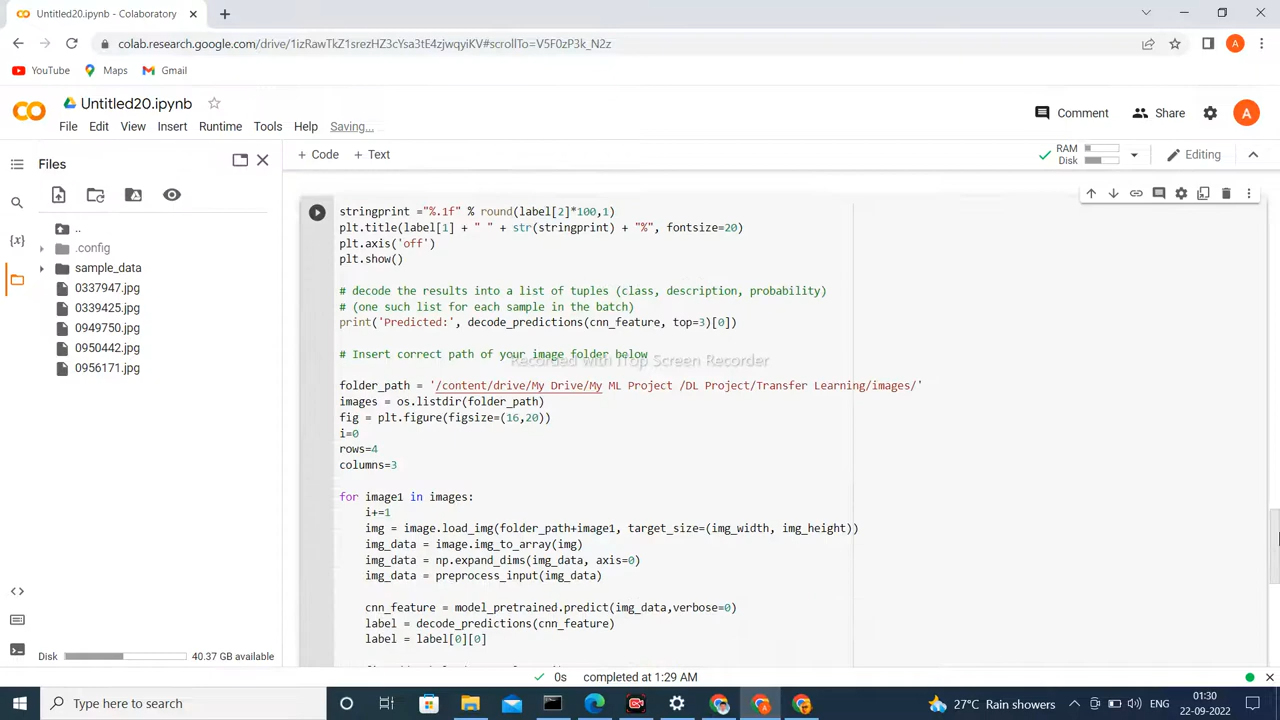 Untitled20.ipynb - Colaboratory
colab.research.google.com/drive/1izRawTkZ1srezHZ3cYsa3tE4zjwqyiKV#scrollTo=V5F0zP3k_N2z
A
YouTube Maps Gmail
Untitled20.ipynb
Comment Share A
File Edit View Insert Runtime Tools Help Saving...
Files
+ Code + Text
RAM
Disk
Editing
..
.config
sample_data
0337947.jpg
0339425.jpg
0949750.jpg
0950442.jpg
0956171.jpg
stringprint ="%.1f" % round(label[2]*100,1)
plt.title(label[1] + " " + str(stringprint) + "%", fontsize=20)
plt.axis('off')
plt.show()
# decode the results into a list of tuples (class, description, probability)
# (one such list for each sample in the batch)
print('Predicted:', decode_predictions(cnn_feature, top=3)[0])
# Insert correct path of your image folder below
Recorded with iTop Screen Recorder
folder_path = '/content/drive/My Drive/My ML Project /DL Project/Transfer Learning/images/'
images = os.listdir(folder_path)
fig = plt.figure(figsize=(16,20))
i=0
rows=4
columns=3
for image1 in images:
i+=1
img = image.load_img(folder_path+image1, target_size=(img_width, img_height))
img_data = image.img_to_array(img)
img_data = np.expand_dims(img_data, axis=0)
img_data = preprocess_input(img_data)
cnn_feature = model_pretrained.predict(img_data,verbose=0)
label = decode_predictions(cnn_feature)
label = label[0][0]
Disk 40.37 GB available
0s completed at 1:29 AM
Type here to search
27°C Rain showers
ENG
01:30
22-09-2022